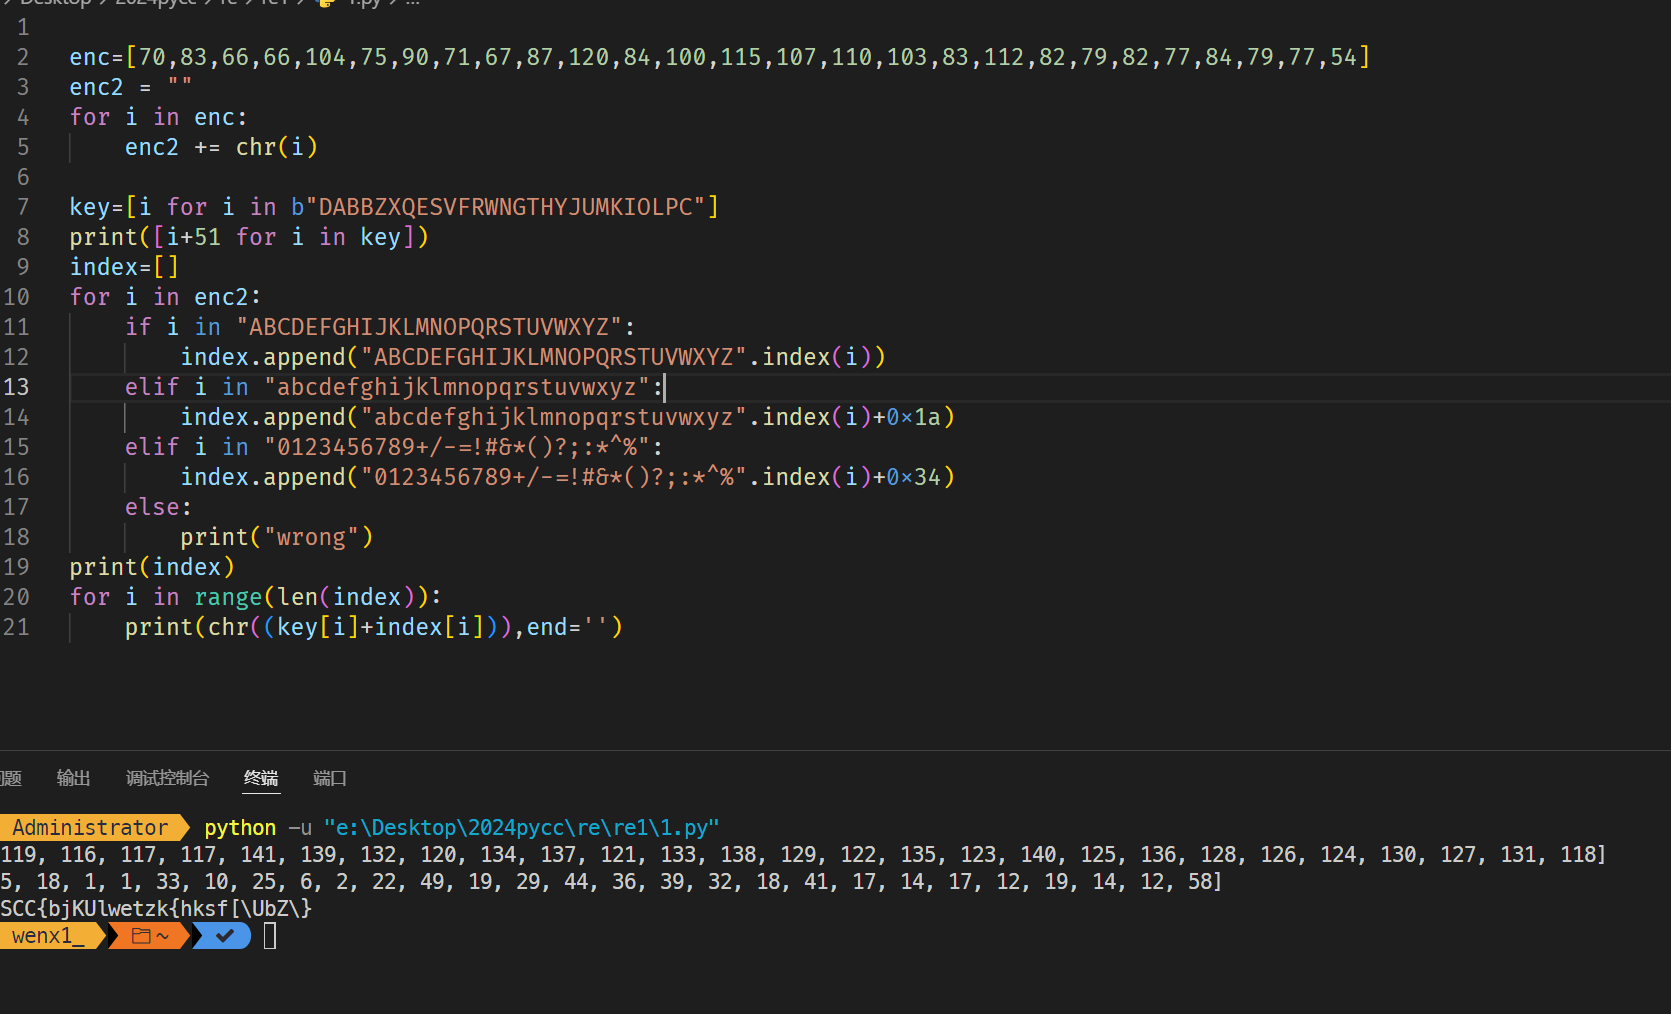 > Desktop > 2024pycc > re > re1 > 1.py > ...
1
2 enc=[70,83,66,66,104,75,90,71,67,87,120,84,100,115,107,110,103,83,112,82,79,82,77,84,79,77,54]
3 enc2 = ""
4 for i in enc:
5     enc2 += chr(i)
6
7 key=[i for i in b"DABBZXQESVFRWNGTHYJUMKIOLPC"]
8 print([i+51 for i in key])
9 index=[]
10 for i in enc2:
11     if i in "ABCDEFGHIJKLMNOPQRSTUVWXYZ":
12         index.append("ABCDEFGHIJKLMNOPQRSTUVWXYZ".index(i))
13     elif i in "abcdefghijklmnopqrstuvwxyz":
14         index.append("abcdefghijklmnopqrstuvwxyz".index(i)+0×1a)
15     elif i in "0123456789+/-=!#&*()?;:*^%":
16         index.append("0123456789+/-=!#&*()?;:*^%".index(i)+0×34)
17     else:
18         print("wrong")
19 print(index)
20 for i in range(len(index)):
21     print(chr((key[i]+index[i])),end='')
问题 输出 调试控制台 终端 端口
Administrator python -u "e:\Desktop\2024pycc\re\re1\1.py"
119, 116, 117, 117, 141, 139, 132, 120, 134, 137, 121, 133, 138, 129, 122, 135, 123, 140, 125, 136, 128, 126, 124, 130, 127, 131, 118]
5, 18, 1, 1, 33, 10, 25, 6, 2, 22, 49, 19, 29, 44, 36, 39, 32, 18, 41, 17, 14, 17, 12, 19, 14, 12, 58]
SCC{bjKUlwetzk{hksf[\UbZ\}
wenx1_ ~